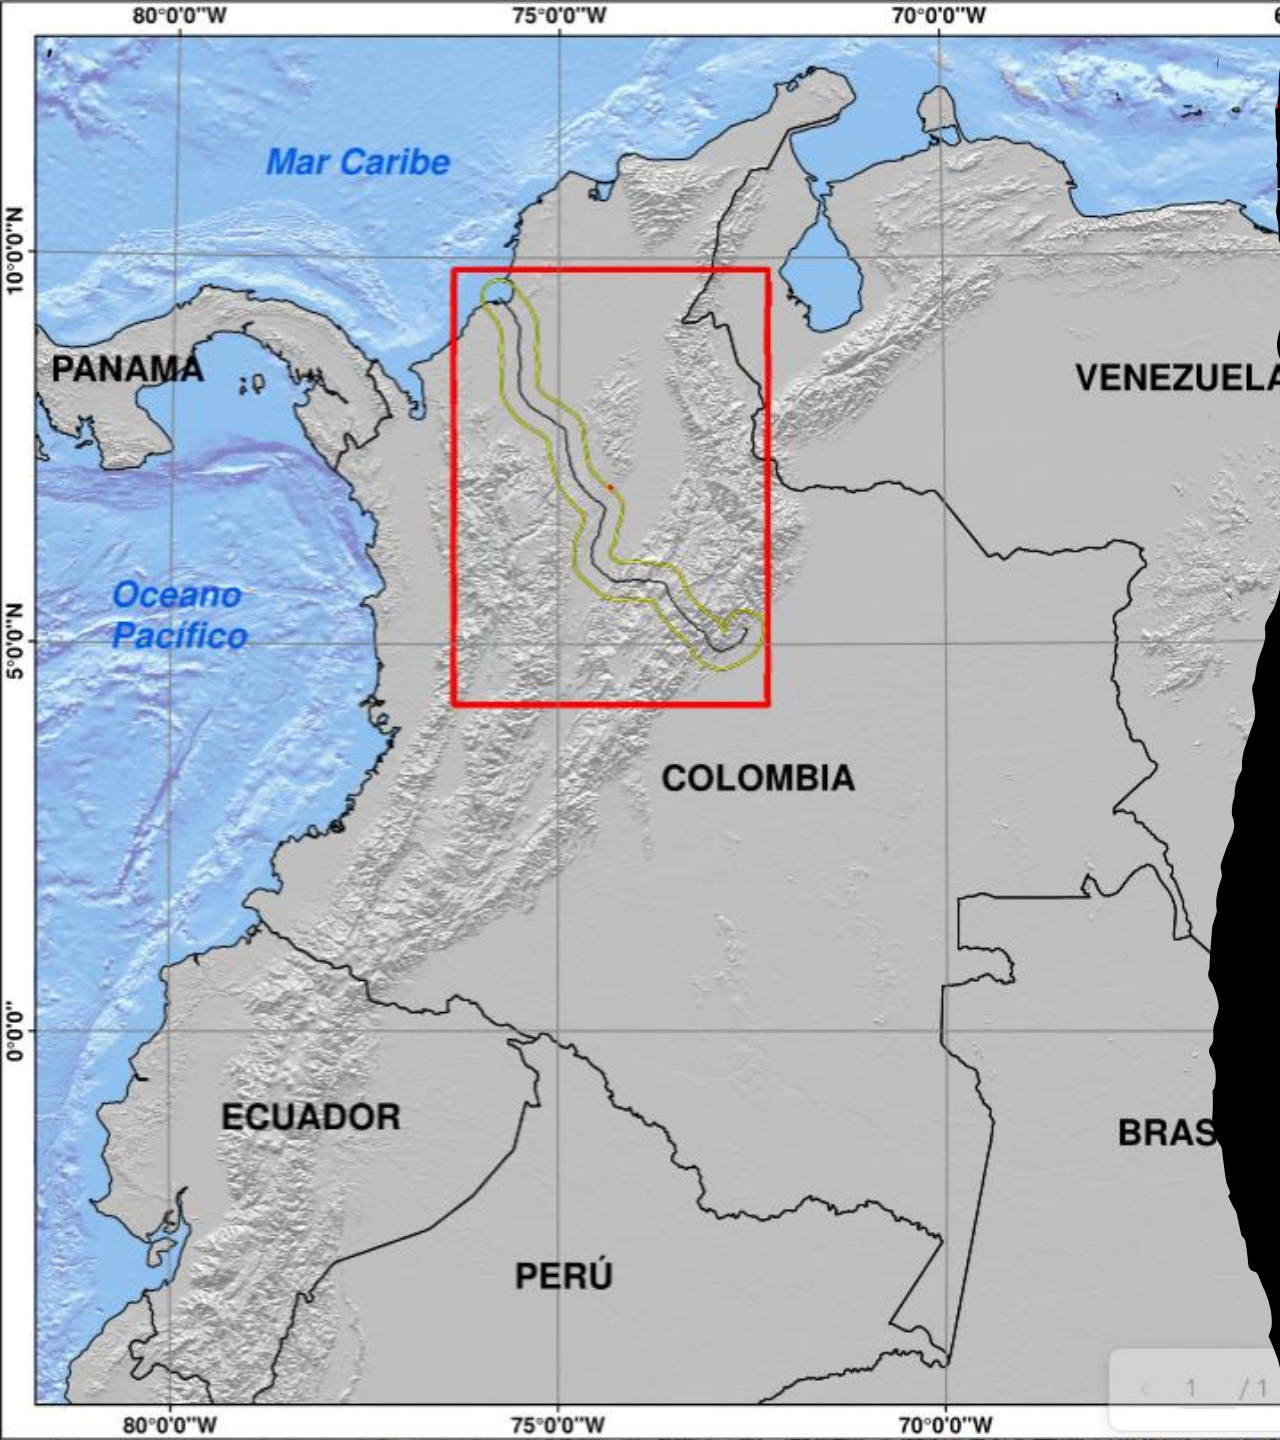 80°0'0"W 75°0'0"W 70°0'0"W 6
10°0'0"N
Mar Caribe
PANAMA
VENEZUELA
Oceano
Pacífico
5°0'0"N
COLOMBIA
0°0'0"
ECUADOR
BRAS
PERÚ
< 1 / 1
80°0'0"W 75°0'0"W 70°0'0"W